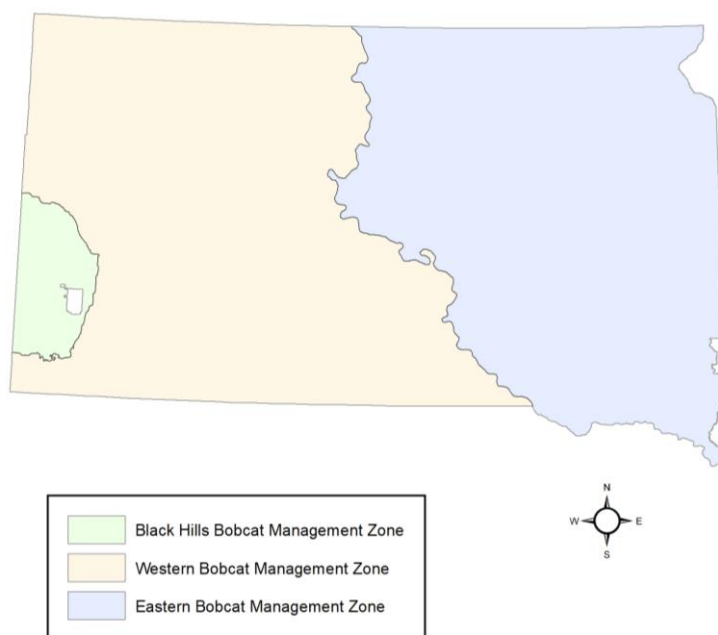 N
W E
S
Black Hills Bobcat Management Zone
Western Bobcat Management Zone
Eastern Bobcat Management Zone